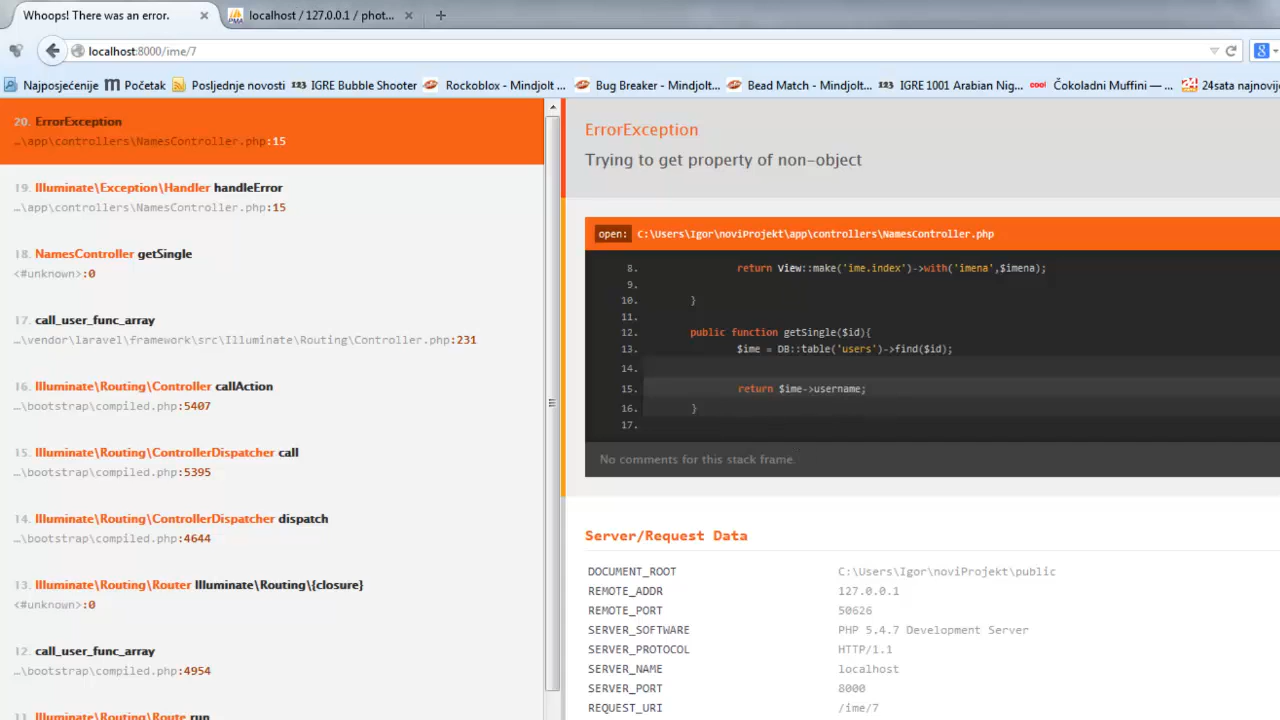 Whoops! There was an error.
localhost / 127.0.0.1 / phot...
localhost:8000/ime/7
Najposjećenije
Početak
Posljednje novosti
123 IGRE Bubble Shooter
Rockoblox - Mindjolt ...
Bug Breaker - Mindjolt...
Bead Match - Mindjolt...
123 IGRE 1001 Arabian Nig...
cool Čokoladni Muffini — ...
24sata najnovije
20. ErrorException
…\app\controllers\NamesController.php:15
19. Illuminate\Exception\Handler handleError
…\app\controllers\NamesController.php:15
18. NamesController getSingle
<#unknown>:0
17. call_user_func_array
…\vendor\laravel\framework\src\Illuminate\Routing\Controller.php:231
16. Illuminate\Routing\Controller callAction
…\bootstrap\compiled.php:5407
15. Illuminate\Routing\ControllerDispatcher call
…\bootstrap\compiled.php:5395
14. Illuminate\Routing\ControllerDispatcher dispatch
…\bootstrap\compiled.php:4644
13. Illuminate\Routing\Router Illuminate\Routing\{closure}
<#unknown>:0
12. call_user_func_array
…\bootstrap\compiled.php:4954
11. Illuminate\Routing\Route run
ErrorException
Trying to get property of non-object
open: C:\Users\Igor\noviProjekt\app\controllers\NamesController.php
8. return View::make('ime.index')->with('imena',$imena);
9.
10. }
11.
12. public function getSingle($id){
13. $ime = DB::table('users')->find($id);
14.
15. return $ime->username;
16. }
17.
No comments for this stack frame.
Server/Request Data
DOCUMENT_ROOT C:\Users\Igor\noviProjekt\public
REMOTE_ADDR 127.0.0.1
REMOTE_PORT 50626
SERVER_SOFTWARE PHP 5.4.7 Development Server
SERVER_PROTOCOL HTTP/1.1
SERVER_NAME localhost
SERVER_PORT 8000
REQUEST_URI /ime/7